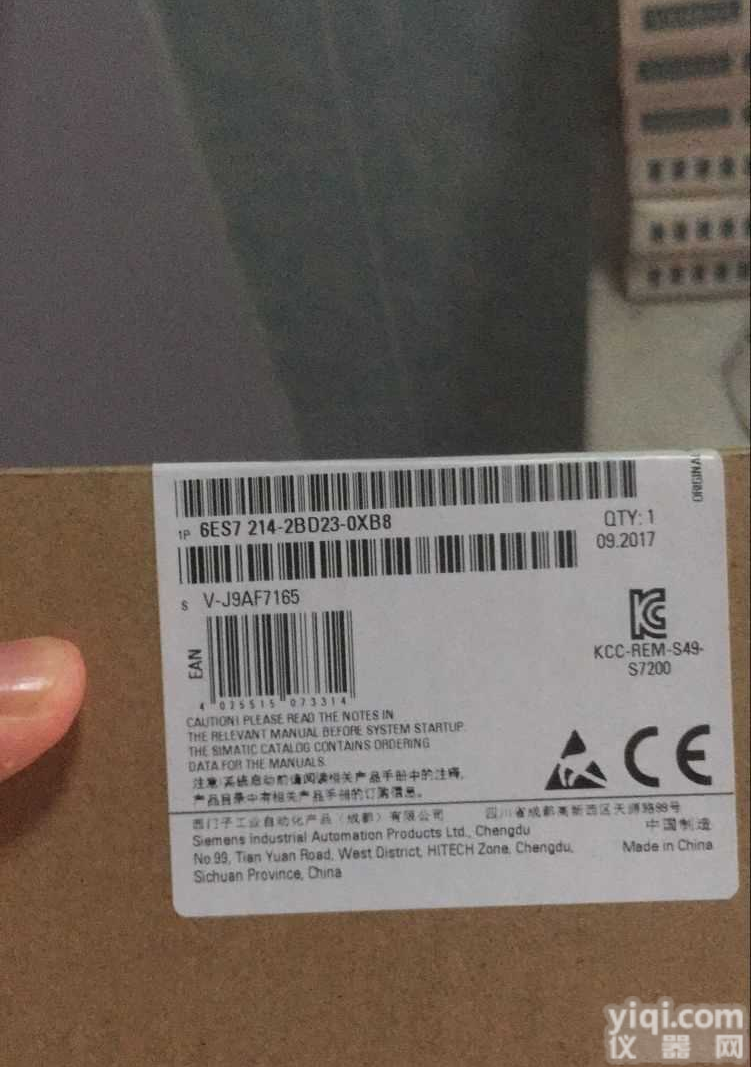 ORIGINAL
1P 6ES7 214-2BD23-0XB8
QTY: 1
09.2017
S V-J9AF7165
EAN
4 025515 073314
KCC-REM-S49-
S7200
CAUTION! PLEASE READ THE NOTES IN
THE RELEVANT MANUAL BEFORE SYSTEM STARTUP.
THE SIMATIC CATALOG CONTAINS ORDERING
DATA FOR THE MANUALS.
注意:系统启动前请阅读相关产品手册中的注释,
产品目录中有相关产品手册的订购信息。
CE
西门子工业自动化产品(成都)有限公司 四川省成都高新西区天源路99号
Siemens Industrial Automation Products Ltd., Chengdu
中国制造
No.99, Tian Yuan Road, West District, HITECH Zone, Chengdu,
Made in China
Sichuan Province, China
yiqi.com
仪器网